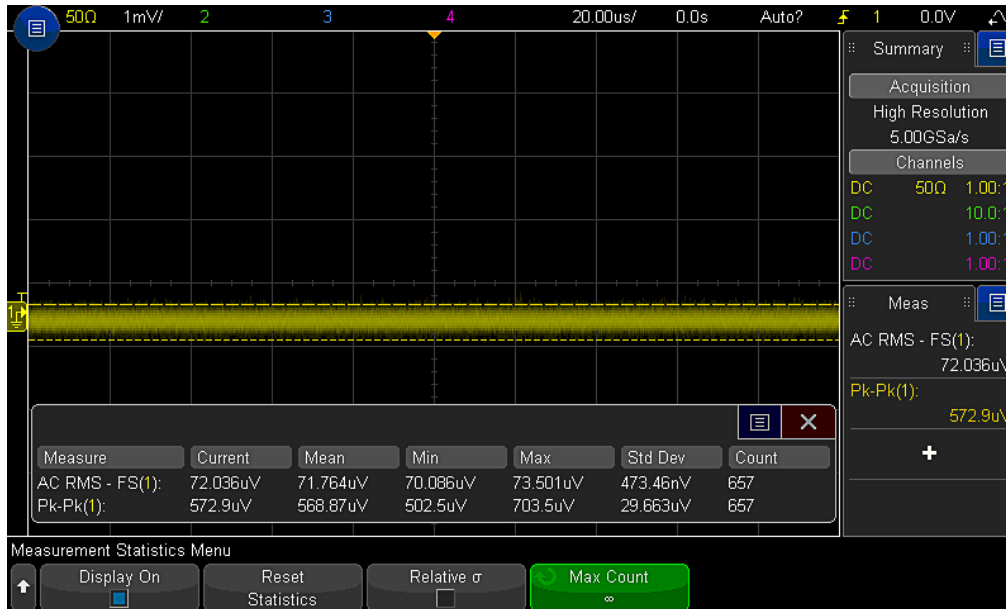 50Ω 1mV/ 2 3 4 20.00us/ 0.0s Auto? 1 0.0V
Summary
Acquisition
High Resolution
5.00GSa/s
Channels
DC 50Ω 1.00:1
DC 10.0:1
DC 1.00:1
DC 1.00:1
Meas
AC RMS - FS(1):
72.036uV
Pk-Pk(1):
572.9uV
+
Measure Current Mean Min Max Std Dev Count
AC RMS - FS(1): 72.036uV 71.764uV 70.086uV 73.501uV 473.46nV 657
Pk-Pk(1): 572.9uV 568.87uV 502.5uV 703.5uV 29.663uV 657
Measurement Statistics Menu
Display On
Reset
Statistics
Relative σ
Max Count
∞